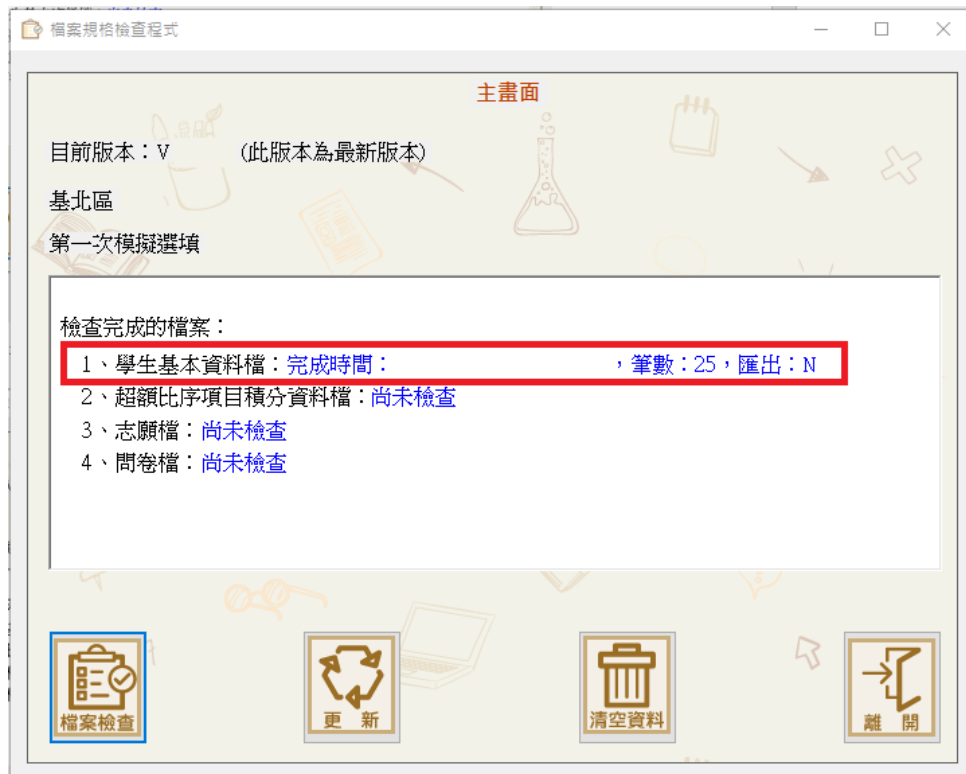 檔案規格檢查程式
主畫面
目前版本：V (此版本為最新版本)
基北區
第一次模擬選填
檢查完成的檔案：
1、學生基本資料檔：完成時間： ，筆數：25，匯出：N
2、超額比序項目積分資料檔：尚未檢查
3、志願檔：尚未檢查
4、問卷檔：尚未檢查
檔案檢查
更 新
清空資料
離 開